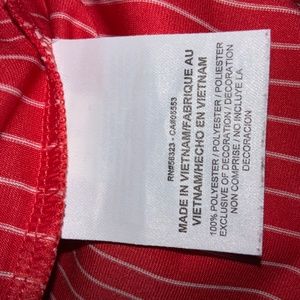 RN#56323 - CA#05553
MADE IN VIETNAM/FABRIQUE AU
VIETNAM/HECHO EN VIETNAM
100% POLYESTER / POLYESTER / POLIESTER
EXCLUSIVE OF DECORATION / DECORATION
NON COMPRISE / NO INCLUYE LA
DECORACION